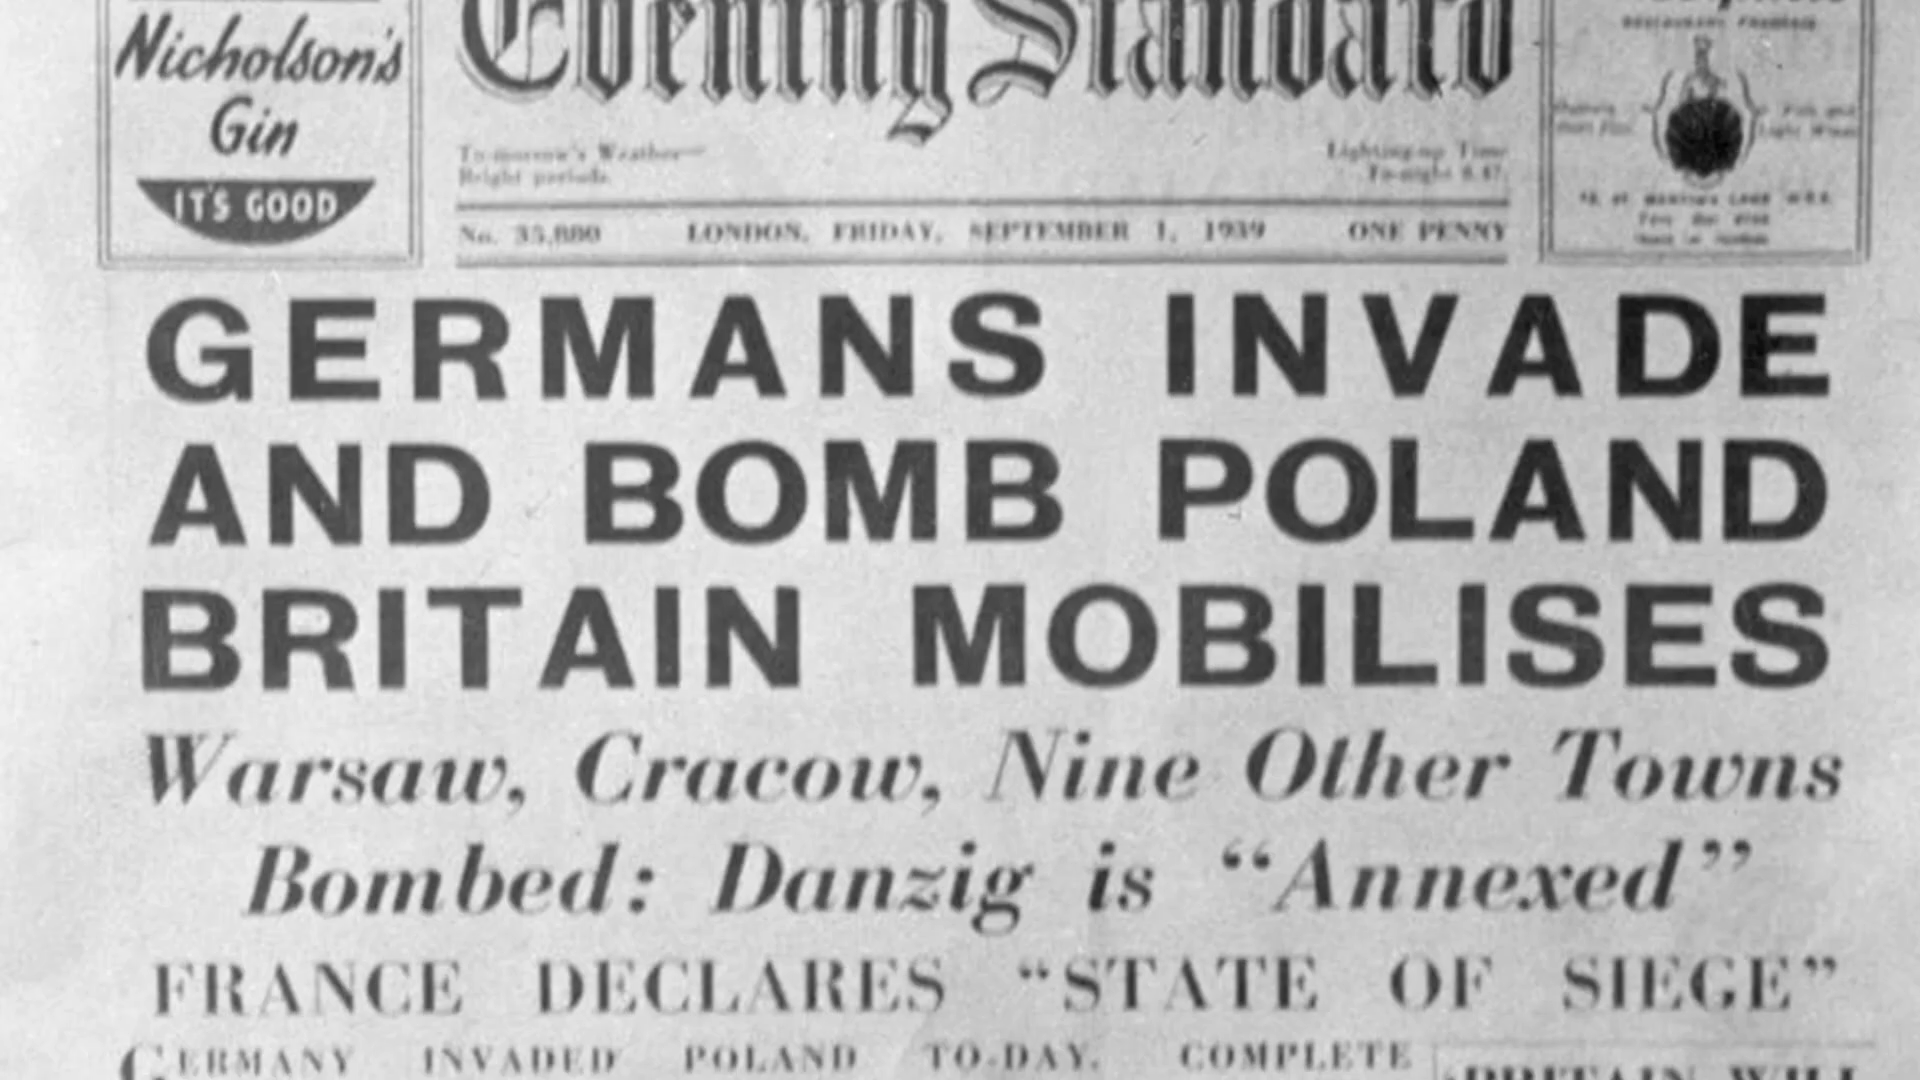 Nicholson's
Gin
IT'S GOOD
Evening Standard
To-morrow's Weather—
Bright periods.
Lighting-up Time
To-night 8.47.
No. 35,880 LONDON, FRIDAY, SEPTEMBER 1, 1939 ONE PENNY
GERMANS INVADE
AND BOMB POLAND
BRITAIN MOBILISES
Warsaw, Cracow, Nine Other Towns
Bombed: Danzig is “Annexed”
FRANCE DECLARES “STATE OF SIEGE”
GERMANY INVADED POLAND TO-DAY. COMPLETE
BRITAIN WILL